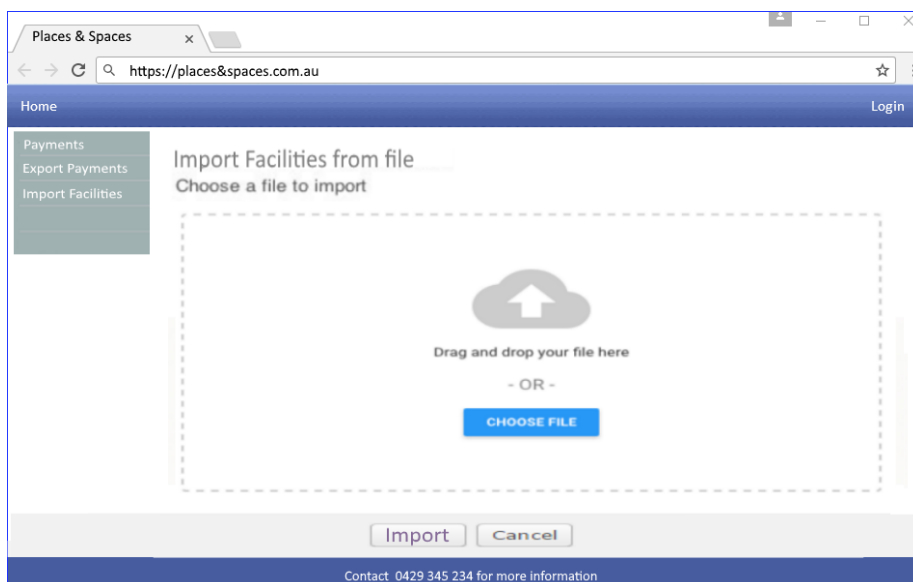 Places & Spaces
https://places&spaces.com.au
Home
Login
Payments
Export Payments
Import Facilities
Import Facilities from file
Choose a file to import
Drag and drop your file here
- OR -
CHOOSE FILE
Import
Cancel
Contact 0429 345 234 for more information